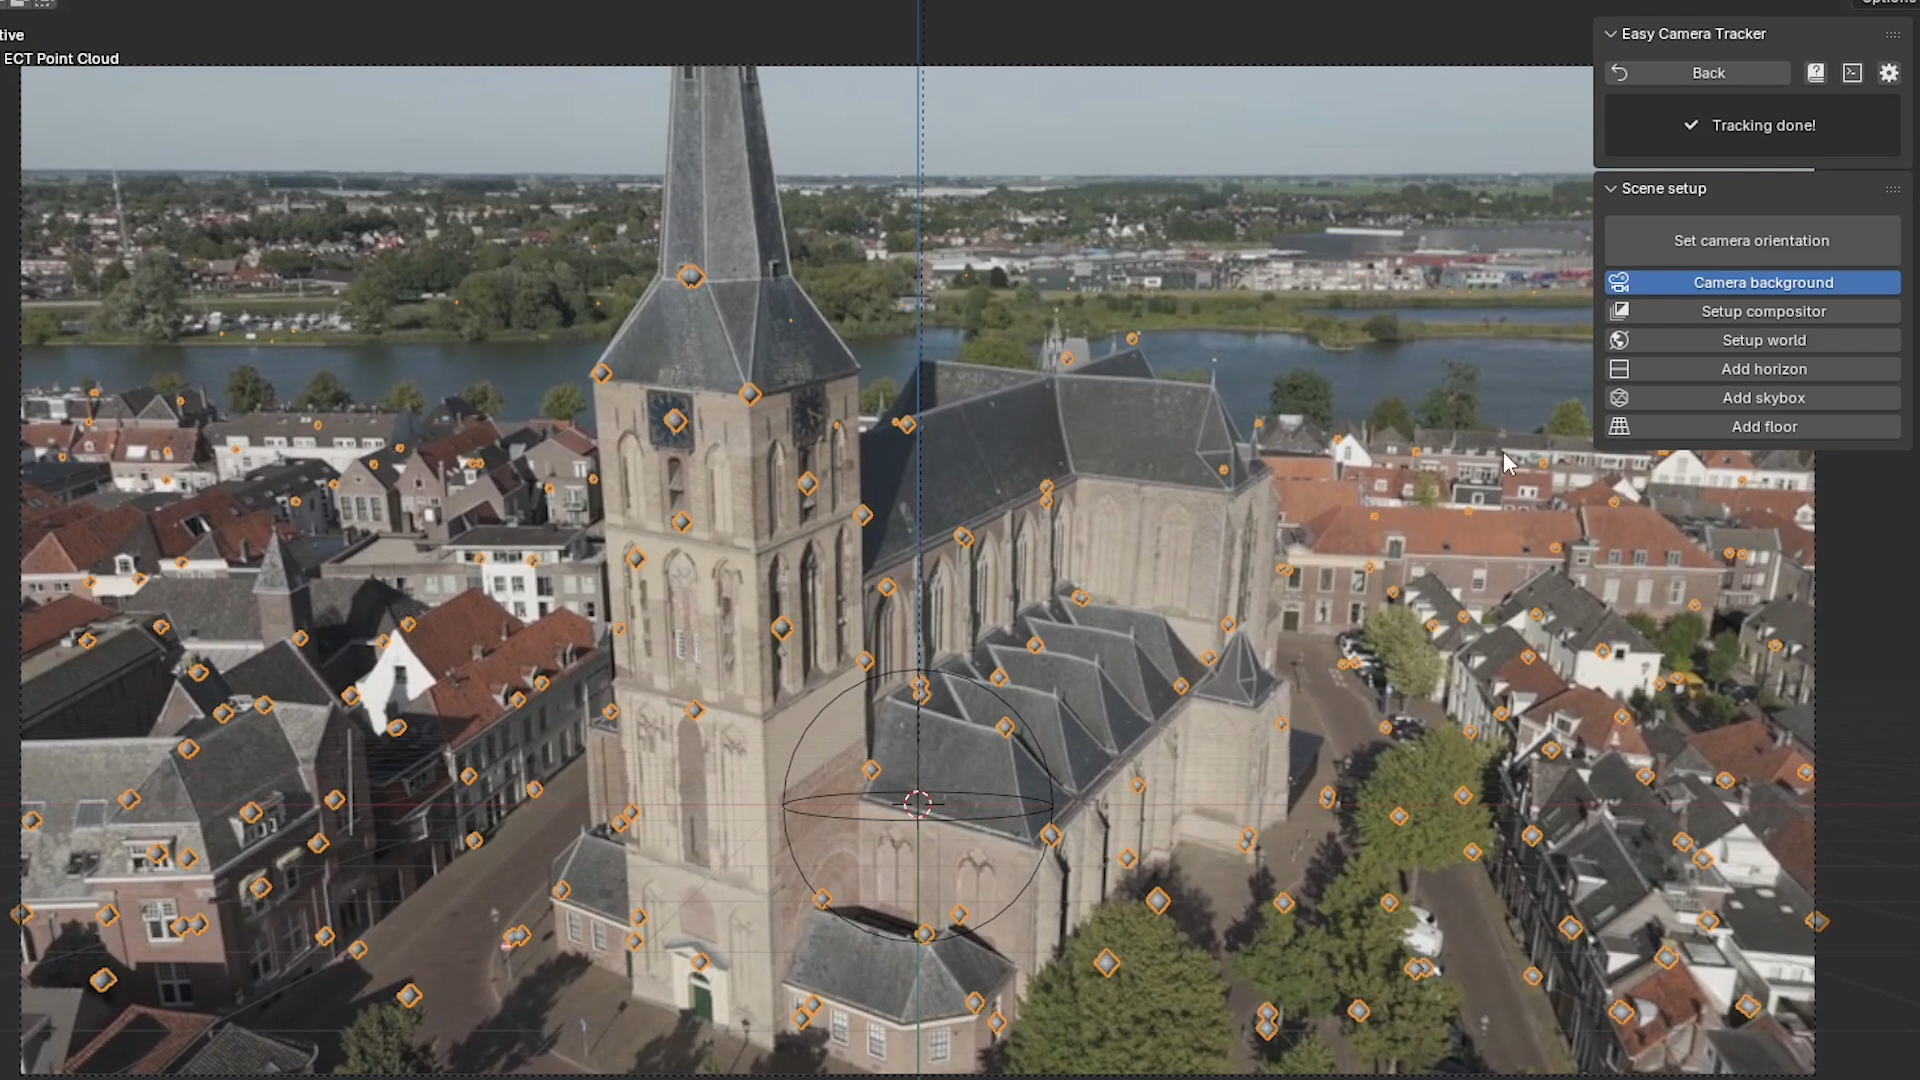 Options
tive
ECT Point Cloud
Easy Camera Tracker
Back
Tracking done!
Scene setup
Set camera orientation
Camera background
Setup compositor
Setup world
Add horizon
Add skybox
Add floor